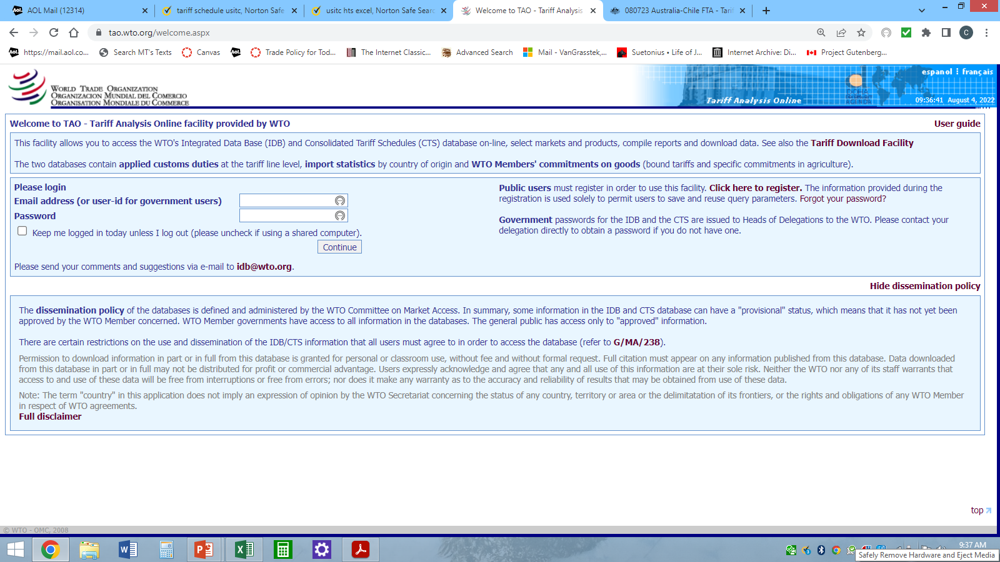 AOL Mail (12314)
tariff schedule usitc, Norton Safe
usitc hts excel, Norton Safe Searc
Welcome to TAO - Tariff Analysis
080723 Australia-Chile FTA - Tari
tao.wto.org/welcome.aspx
C
https://mail.aol.co...
Search MT's Texts
Canvas
Aol.
Trade Policy for Tod...
The Internet Classic...
Advanced Search
Mail - VanGrasstek,...
Suetonius • Life of J...
Internet Archive: Di...
Project Gutenberg...
WORLD TRADE ORGANIZATION
ORGANIZACION MUNDIAL DEL COMERCIO
ORGANISATION MONDIALE DU COMMERCE
Tariff Analysis Online
DOHA
AGENDA
espanol français
09:36:41 August 4, 2022
Welcome to TAO - Tariff Analysis Online facility provided by WTO
User guide
This facility allows you to access the WTO's Integrated Data Base (IDB) and Consolidated Tariff Schedules (CTS) database on-line, select markets and products, compile reports and download data. See also the Tariff Download Facility
The two databases contain applied customs duties at the tariff line level, import statistics by country of origin and WTO Members' commitments on goods (bound tariffs and specific commitments in agriculture).
Please login
Email address (or user-id for government users)
Password
Keep me logged in today unless I log out (please uncheck if using a shared computer).
Continue
Please send your comments and suggestions via e-mail to idb@wto.org.
Public users must register in order to use this facility. Click here to register. The information provided during the
registration is used solely to permit users to save and reuse query parameters. Forgot your password?
Government passwords for the IDB and the CTS are issued to Heads of Delegations to the WTO. Please contact your
delegation directly to obtain a password if you do not have one.
Hide dissemination policy
The dissemination policy of the databases is defined and administered by the WTO Committee on Market Access. In summary, some information in the IDB and CTS database can have a "provisional" status, which means that it has not yet been
approved by the WTO Member concerned. WTO Member governments have access to all information in the databases. The general public has access only to "approved" information.
There are certain restrictions on the use and dissemination of the IDB/CTS information that all users must agree to in order to access the database (refer to G/MA/238).
Permission to download information in part or in full from this database is granted for personal or classroom use, without fee and without formal request. Full citation must appear on any information published from this database. Data downloaded
from this database in part or in full may not be distributed for profit or commercial advantage. Users expressly acknowledge and agree that any and all use of this information are at their sole risk. Neither the WTO nor any of its staff warrants that
access to and use of these data will be free from interruptions or free from errors; nor does it make any warranty as to the accuracy and reliability of results that may be obtained from use of these data.
Note: The term "country" in this application does not imply an expression of opinion by the WTO Secretariat concerning the status of any country, territory or area or the delimitatation of its frontiers, or the rights and obligations of any WTO Member
in respect of WTO agreements.
Full disclaimer
top
© WTO - OMC, 2008
9:37 AM
Safely Remove Hardware and Eject Media